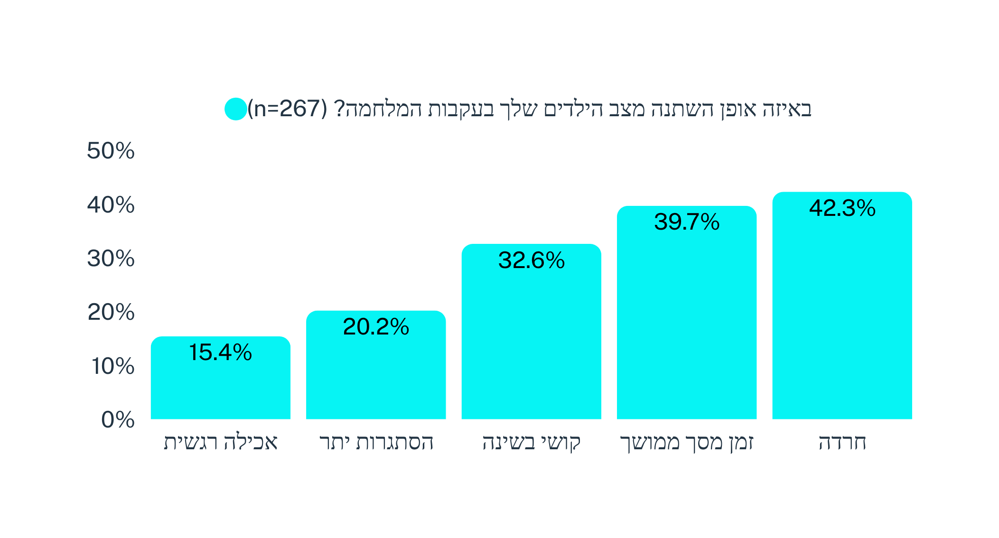 באיזה אופן השתנה מצב הילדים שלך בעקבות המלחמה? (n=267)
50%
40%
30%
20%
10%
0%
42.3%
39.7%
32.6%
20.2%
15.4%
חרדה
זמן מסך ממושך
קושי בשינה
הסתגרות יתר
אכילה רגשית